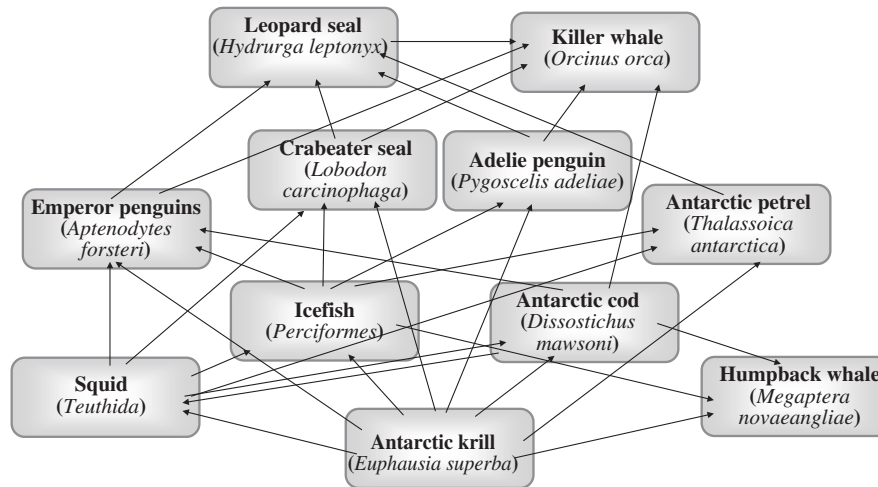 Leopard seal
(Hydrurga leptonyx)
Killer whale
(Orcinus orca)
Crabeater seal
(Lobodon
carcinophaga)
Adelie penguin
(Pygoscelis adeliae)
Emperor penguins
(Aptenodytes
forsteri)
Antarctic petrel
(Thalassoica
antarctica)
Icefish
(Perciformes)
Antarctic cod
(Dissostichus
mawsoni)
Squid
(Teuthida)
Humpback whale
(Megaptera
novaeangliae)
Antarctic krill
(Euphausia superba)